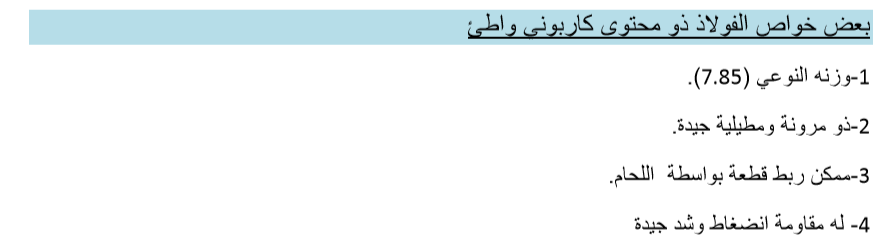 بعض خواص الفولاذ ذو محتوى كاربوني واطئ
1-وزنه النوعي (7.85).
2-ذو مرونة ومطيلية جيدة.
3-ممكن ربط قطعة بواسطة اللحام.
4- له مقاومة انضغاط وشد جيدة